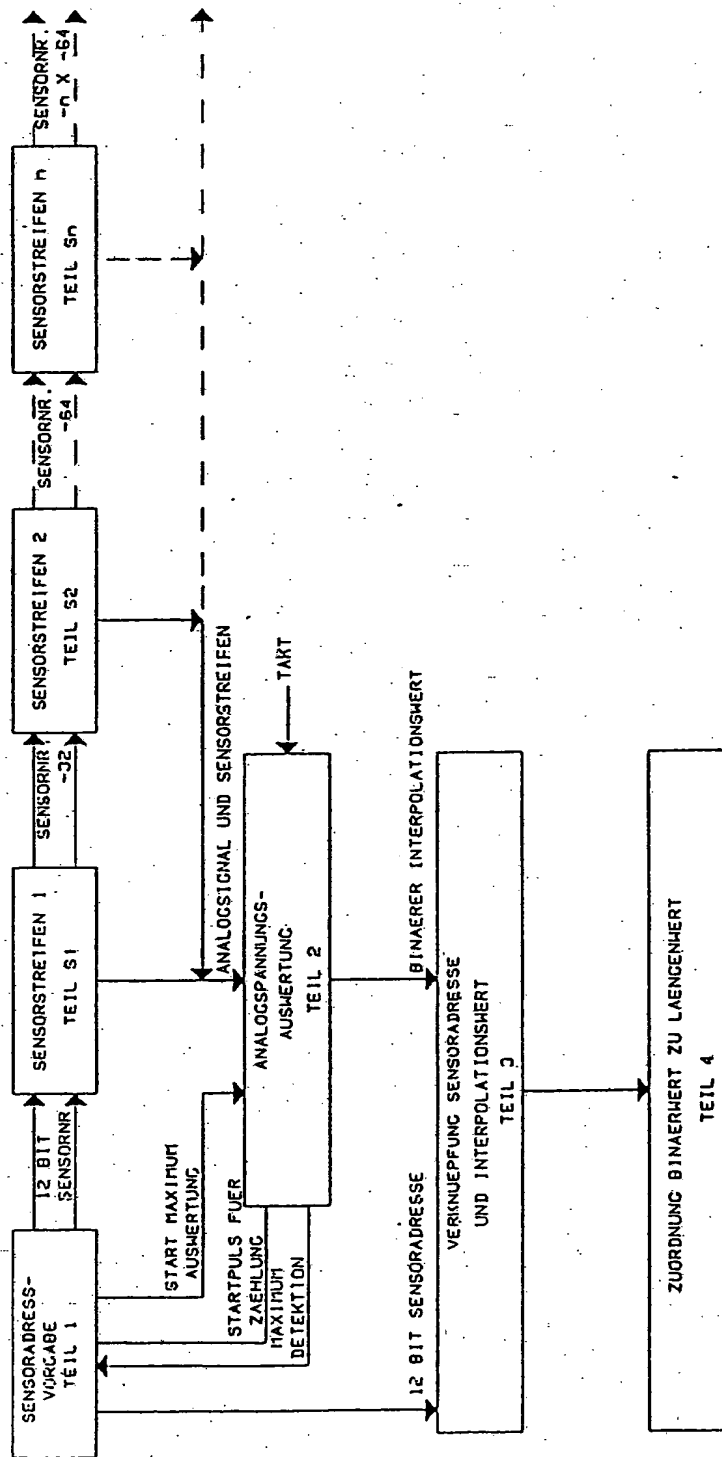 SENSORADRESS-
VORGABE
TEIL 1
12 BIT
SENSORNR
SENSORSTREIFEN 1
TEIL S1
SENSORNR.
-32
SENSORSTREIFEN 2
TEIL S2
SENSORNR.
-64
SENSORSTREIFEN n
TEIL Sn
SENSORNR.
-n X -64
START MAXIMUM
AUSWERTUNG
ANALOGSIGNAL UND SENSORSTREIFEN
STARTPULS FUER
ZAEHLUNG
MAXIMUM
DETEKTION
ANALOGSPANNUNGS-
AUSWERTUNG
TEIL 2
TAKT
12 BIT SENSORADRESSE
BINAERER INTERPOLATIONSWERT
VERKNUEPFUNG SENSORADRESSE
UND INTERPOLATIONSWERT
TEIL 3
ZUORDNUNG BINAERWERT ZU LAENGENWERT
TEIL 4